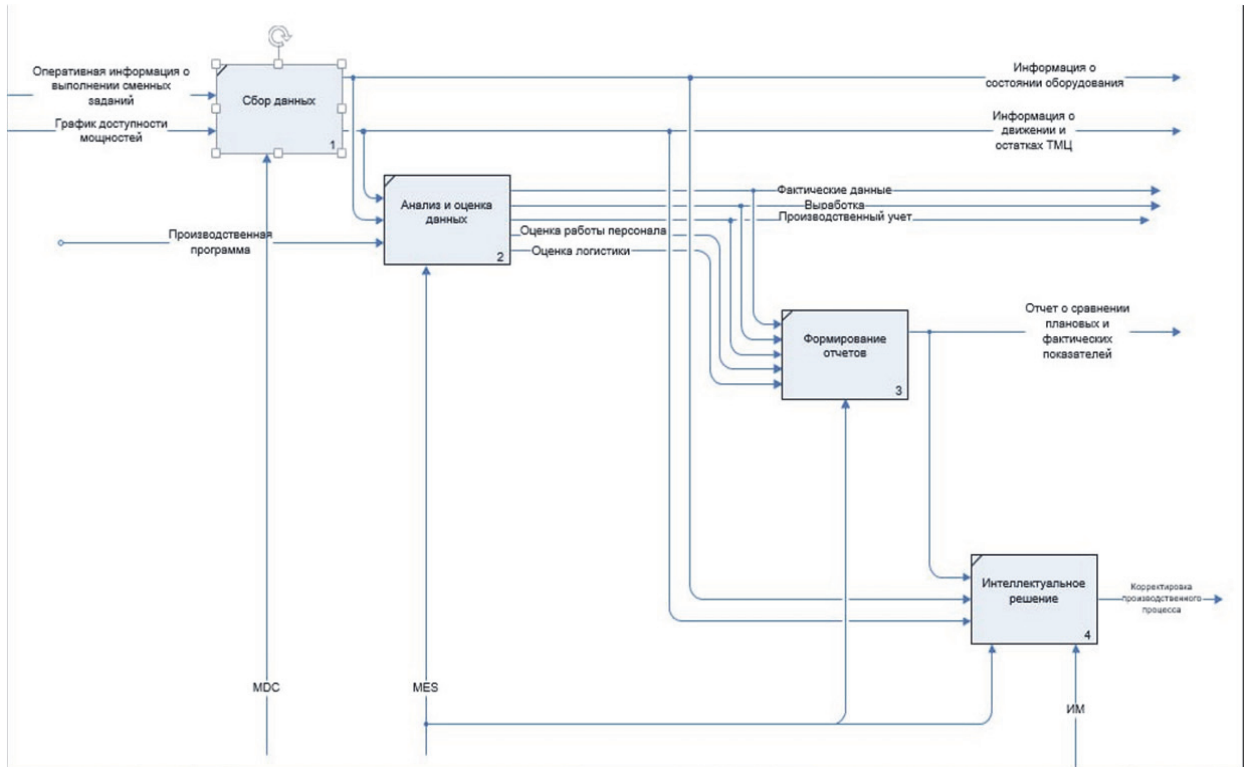 Оперативная информация о
выполнении сменных
заданий
График доступности
мощностей
Сбор данных
1
Информация о
состоянии оборудования
Информация о
движении и
остатках ТМЦ
Производственная
программа
Анализ и оценка
данных
2
Фактические данные
Выработка
Производственный учет
Оценка работы персонала
Оценка логистики
Формирование
отчетов
3
Отчет о сравнении
плановых и
фактических
показателей
Интеллектуальное
решение
4
Корректировка
производственного
процесса
MDC
MES
ИМ